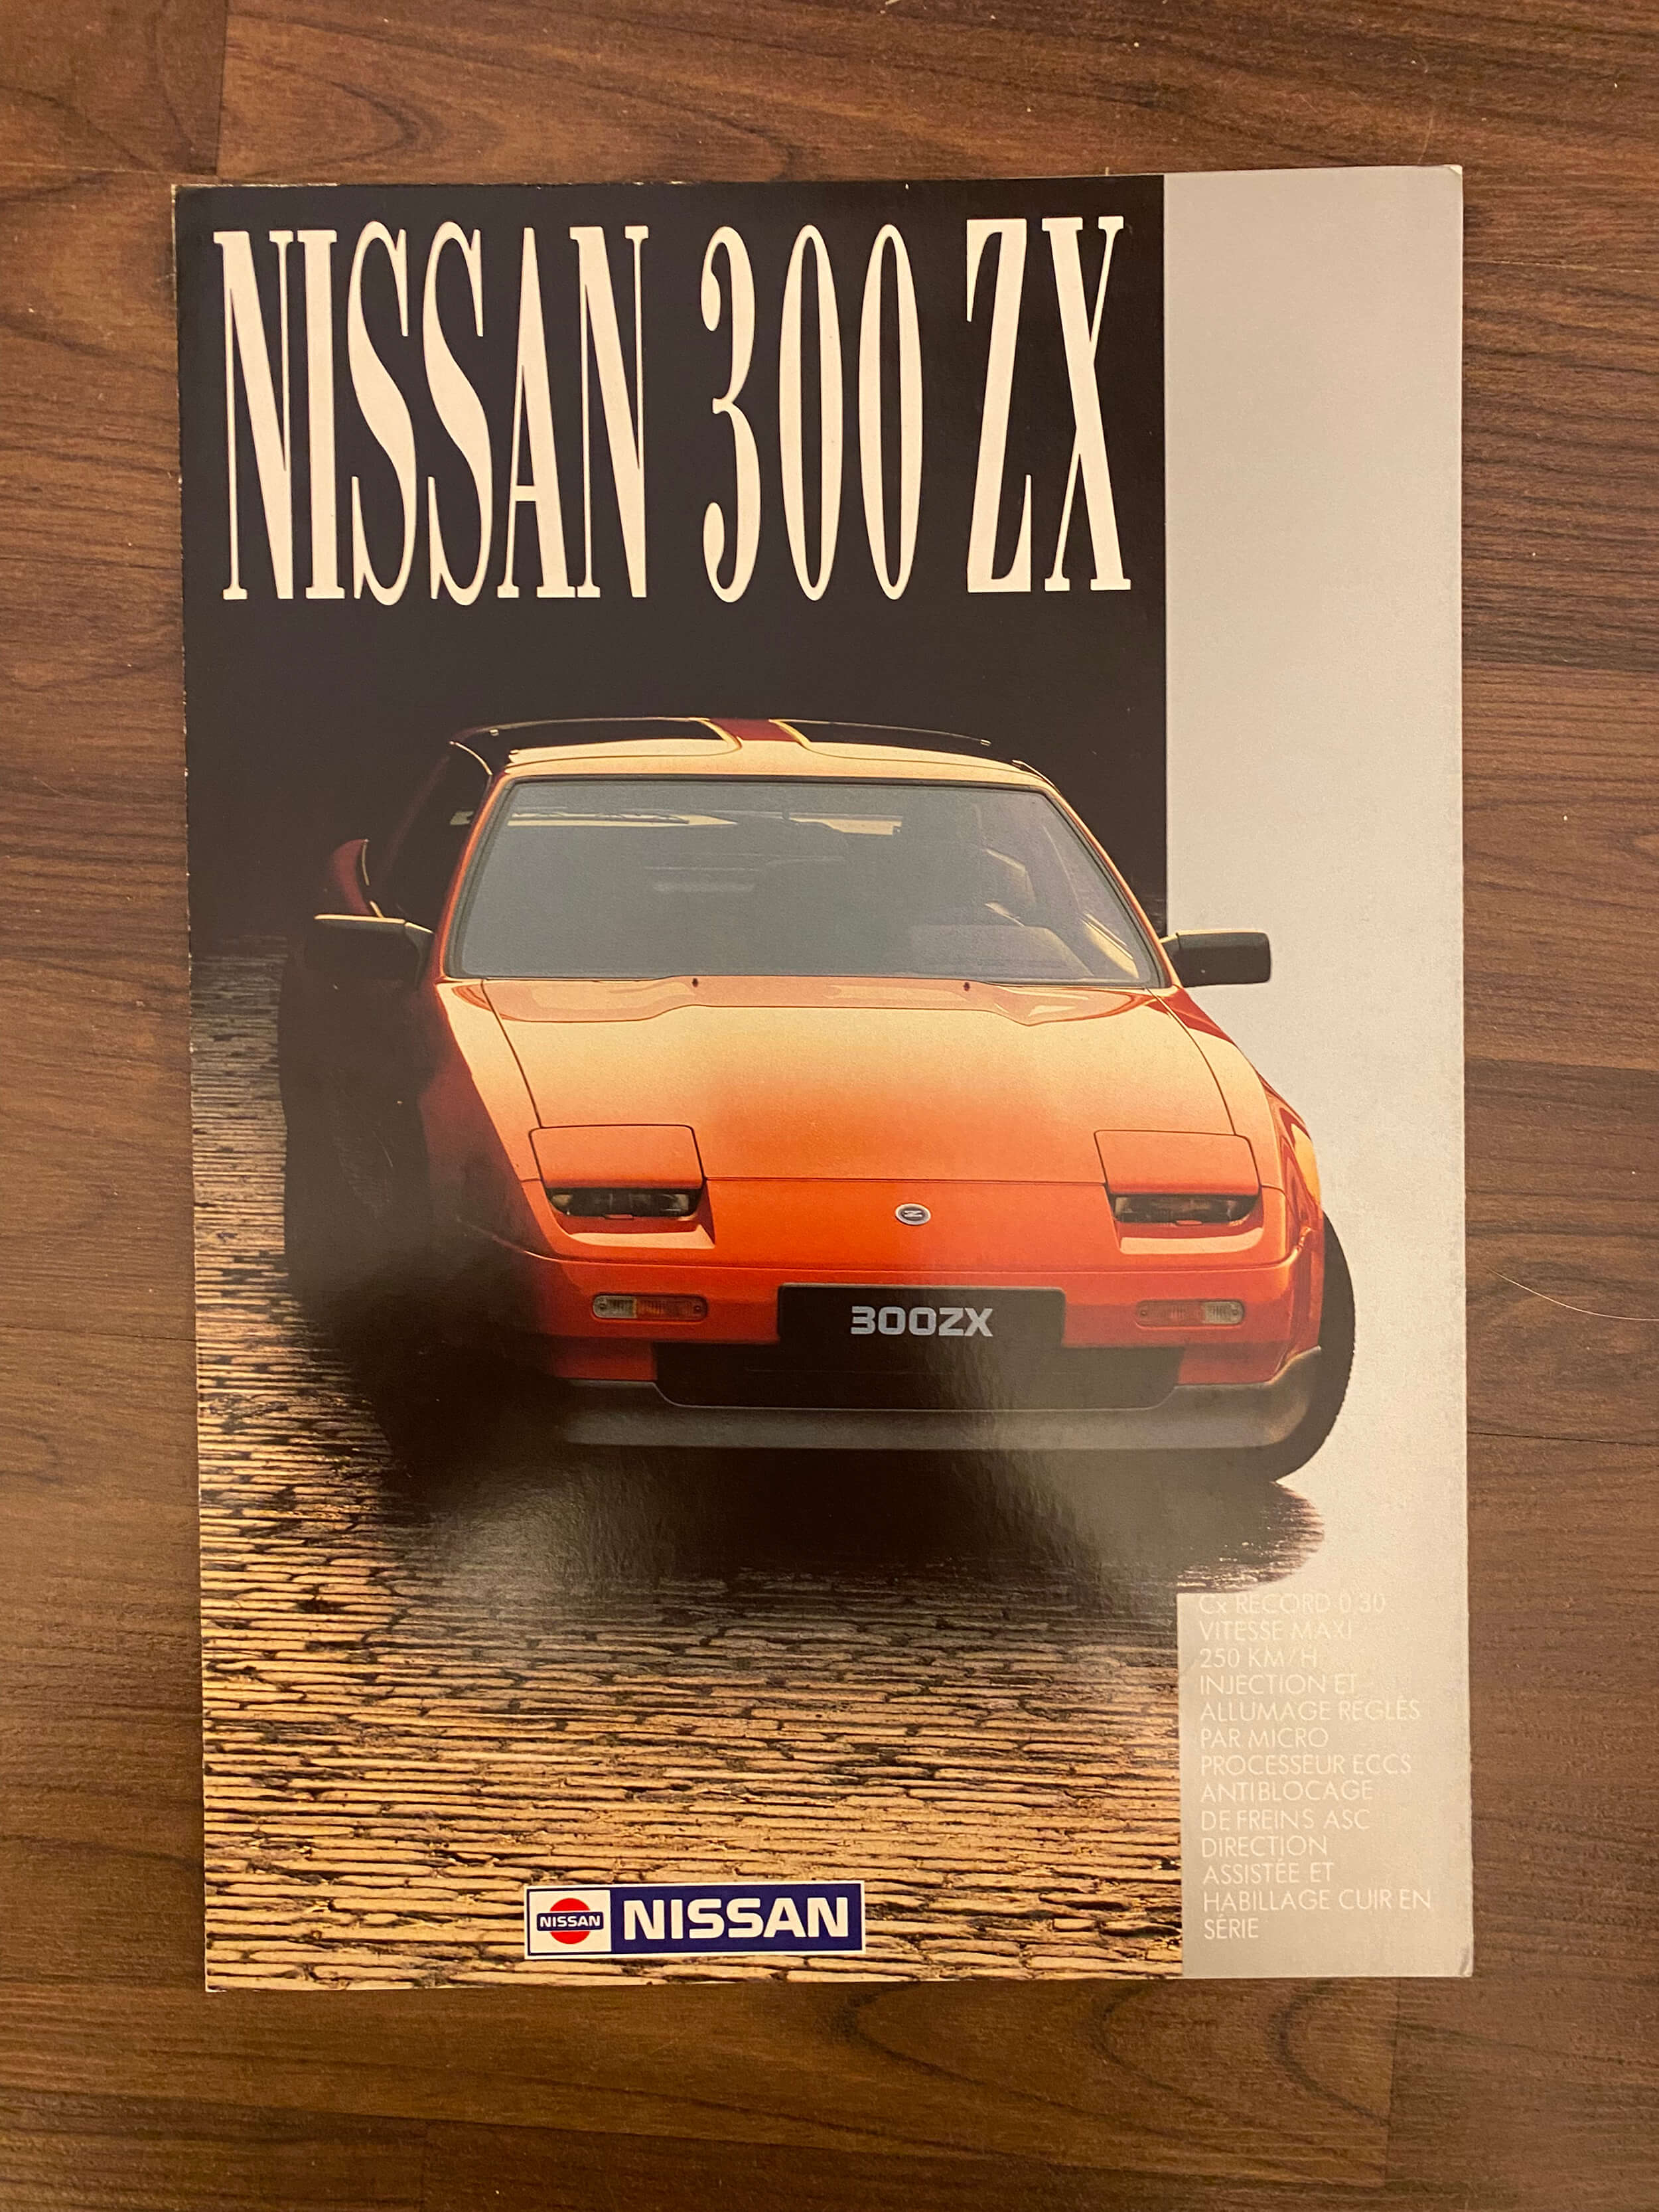 NISSAN 300 ZX
300ZX
Cx RECORD 0,30
VITESSE MAXI
250 KM/H
INJECTION ET
ALLUMAGE RÉGLÉS
PAR MICRO
PROCESSEUR ECCS
ANTIBLOCAGE
DE FREINS ASC
DIRECTION
ASSISTÉE ET
HABILLAGE CUIR EN
SÉRIE
NISSAN NISSAN